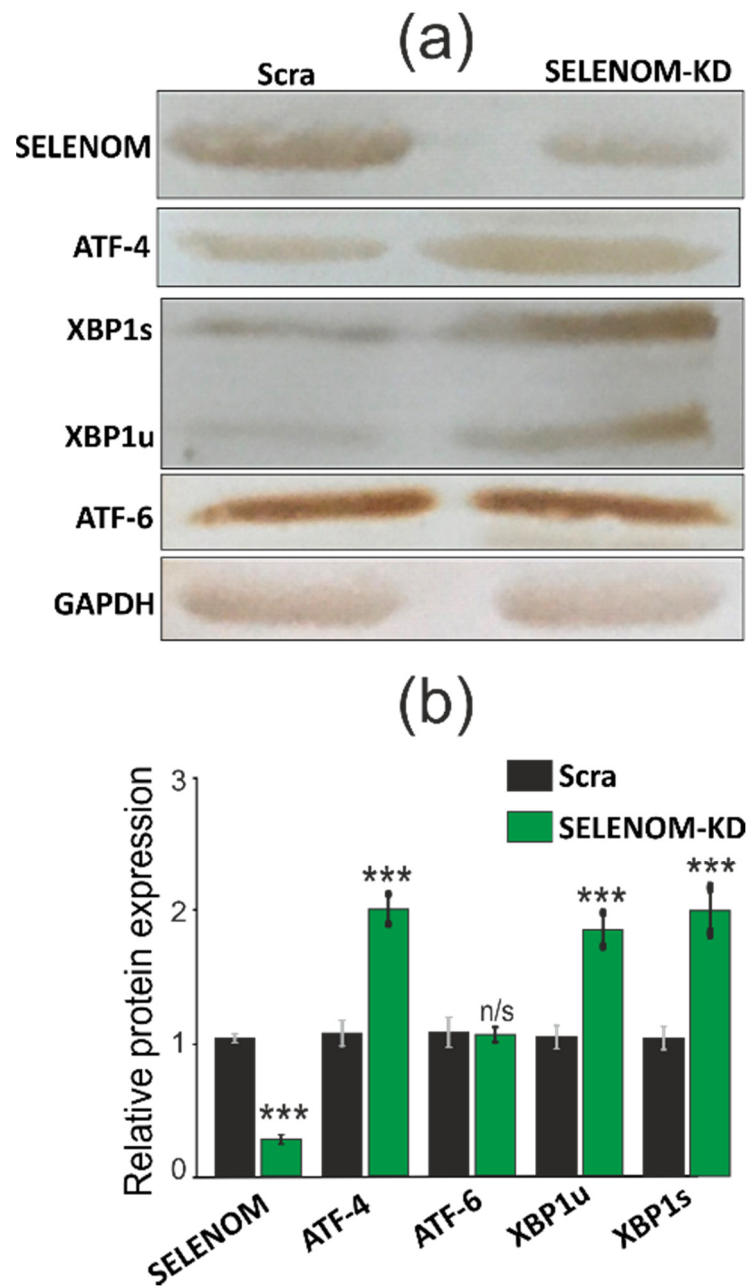 (a)
Scra SELENOM-KD
SELENOM
ATF-4
XBP1s
XBP1u
ATF-6
GAPDH
(b)
Relative protein expression
3
2
1
0
Scra
SELENOM-KD
***
***
n/s
***
***
SELENOM ATF-4 ATF-6 XBP1u XBP1s